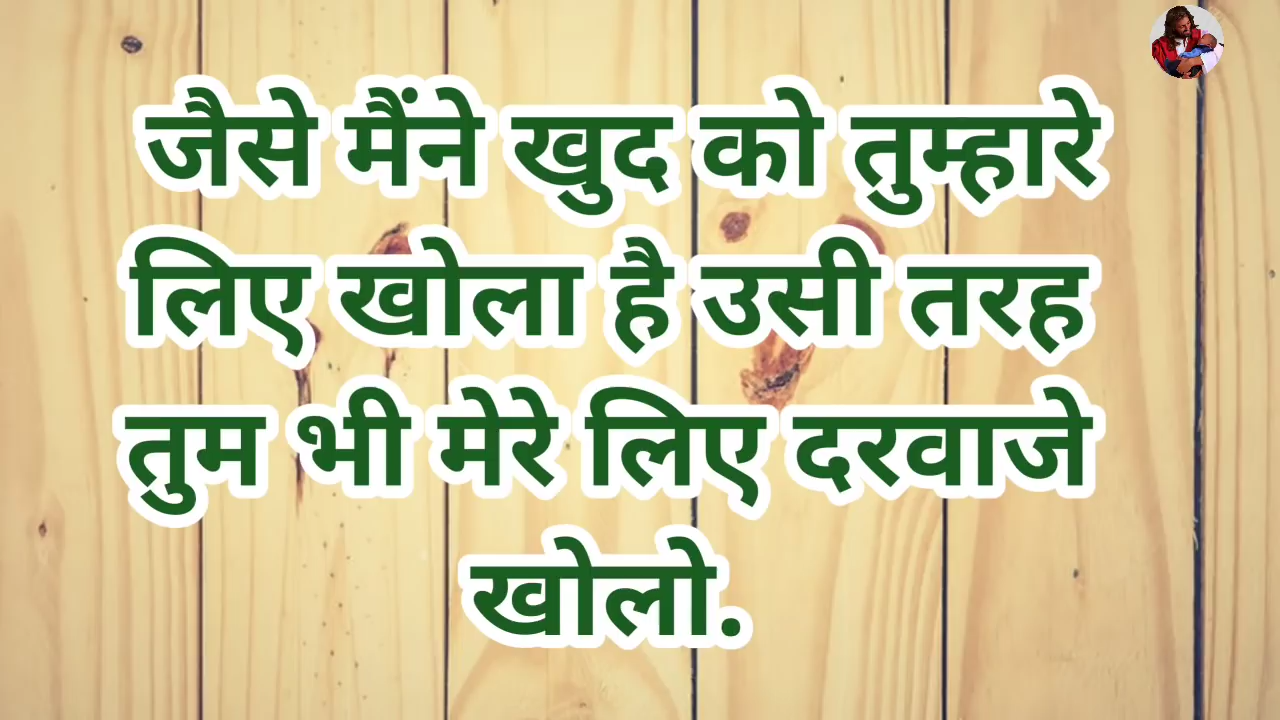 जैसे मैंने खुद को तुम्हारे
लिए खोला है उसी तरह
तुम भी मेरे लिए दरवाजे
खोलो.